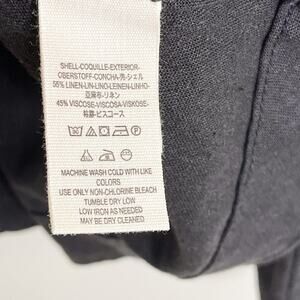 SHELL-COQUILLE-EXTERIOR-
OBERSTOFF-CONCHA-売-シェル
55% LINEN-LIN-LINO-LEINEN-LINHO-
亚麻布-リネン
45% VISCOSE-VISCOSA-VISKOSE-
粘膠-ビスコース
MACHINE WASH COLD WITH LIKE
COLORS
USE ONLY NON-CHLORINE BLEACH
TUMBLE DRY LOW
LOW IRON AS NEEDED
MAY BE DRY CLEANED